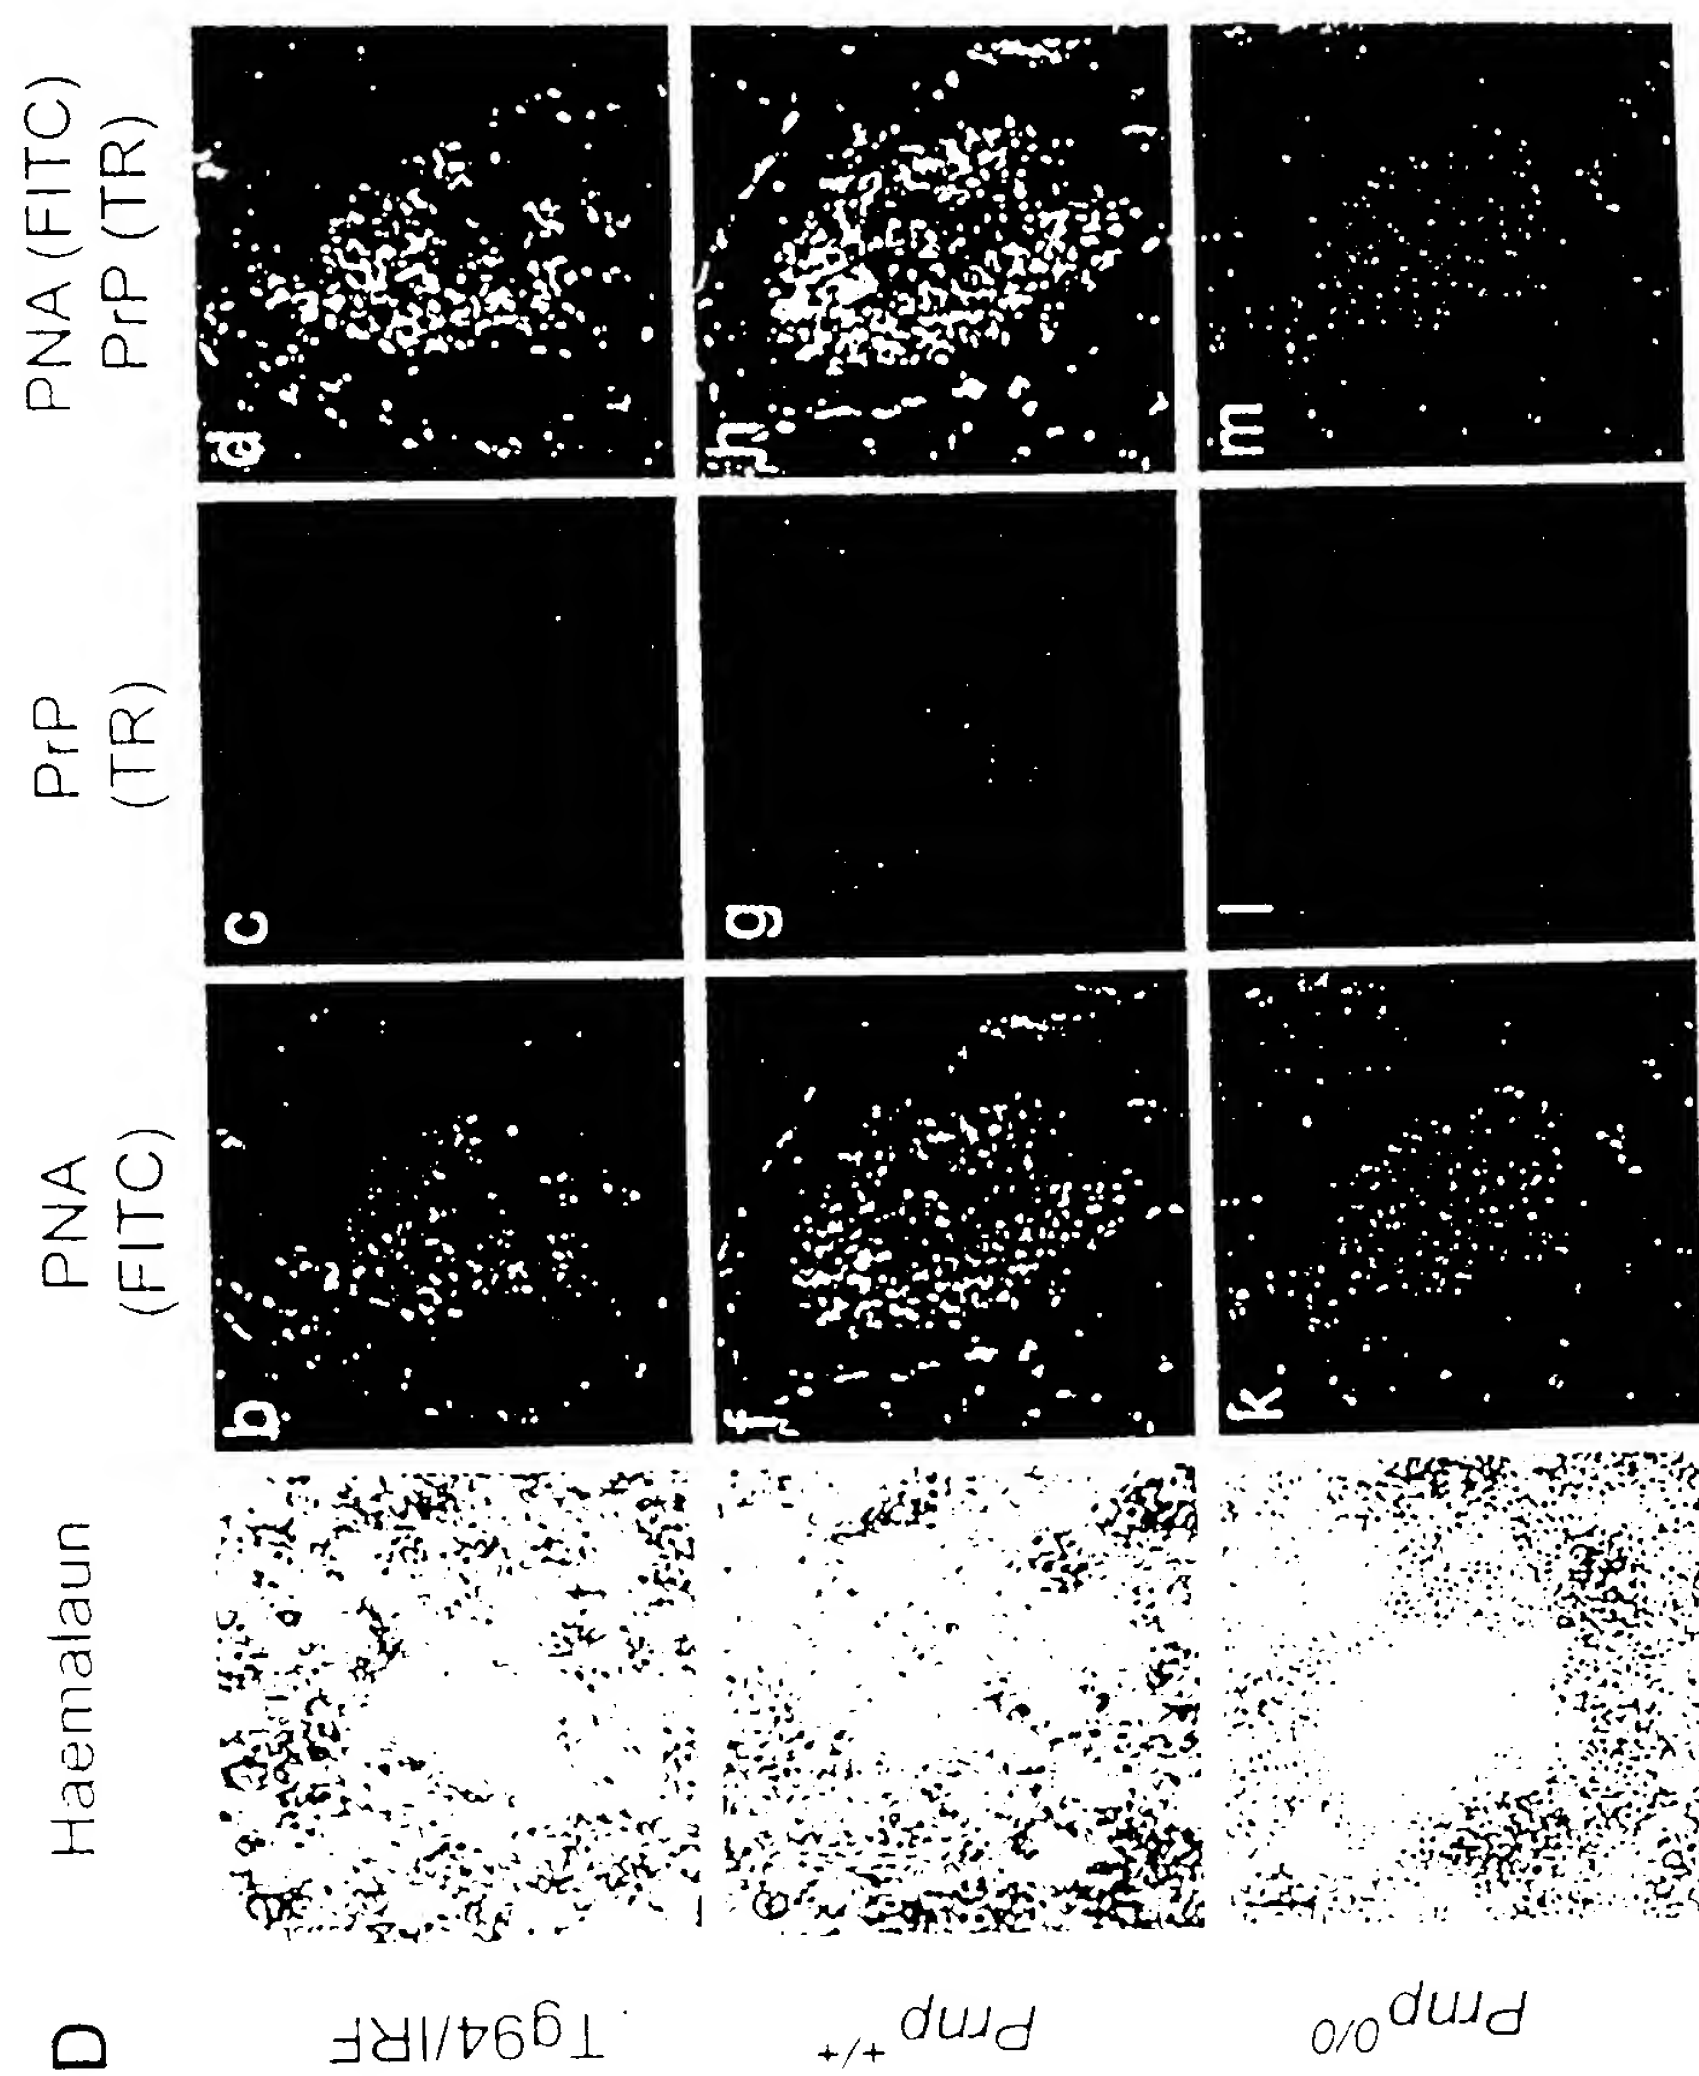 D
Haemalaun
PNA
(FITC)
PrP
(TR)
PNA (FITC)
PrP (TR)
Tg94/IRF
b
c
d
Prnp+/+
e
f
g
h
Prnp0/0
k
l
m